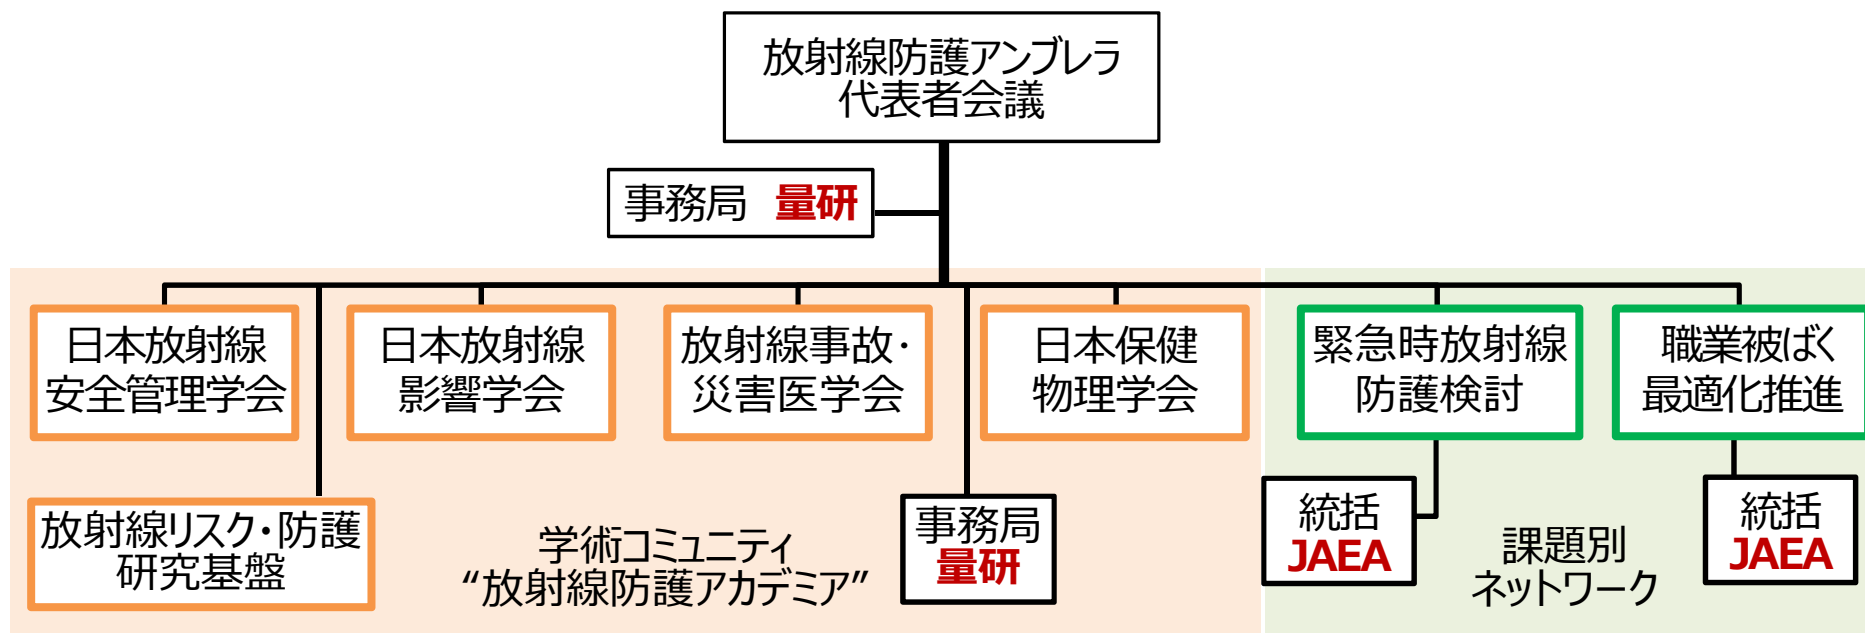 放射線防護アンブレラ
代表者会議
事務局 量研
日本放射線
安全管理学会
日本放射線
影響学会
放射線事故・
災害医学会
日本保健
物理学会
緊急時放射線
防護検討
職業被ばく
最適化推進
放射線リスク・防護
研究基盤
学術コミュニティ
“放射線防護アカデミア”
事務局
量研
統括
JAEA
課題別
ネットワーク
統括
JAEA